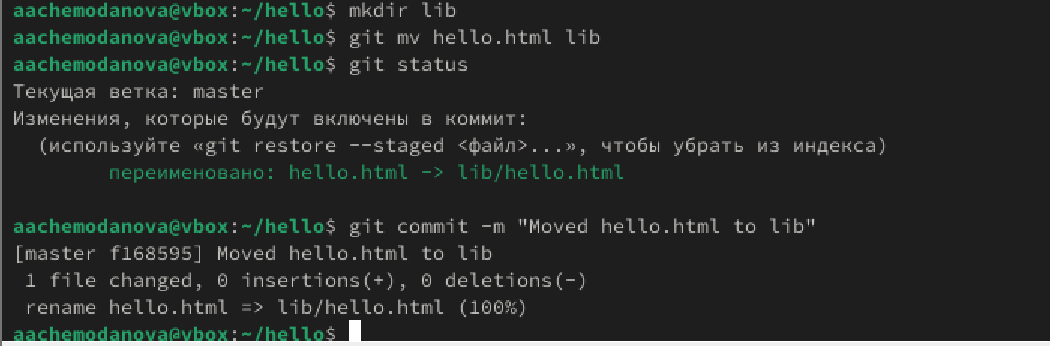 aachemodanova@vbox:~/hello$ mkdir lib
aachemodanova@vbox:~/hello$ git mv hello.html lib
aachemodanova@vbox:~/hello$ git status
Текущая ветка: master
Изменения, которые будут включены в коммит:
  (используйте «git restore --staged <файл>...», чтобы убрать из индекса)
        переименовано: hello.html -> lib/hello.html

aachemodanova@vbox:~/hello$ git commit -m "Moved hello.html to lib"
[master f168595] Moved hello.html to lib
 1 file changed, 0 insertions(+), 0 deletions(-)
 rename hello.html => lib/hello.html (100%)
aachemodanova@vbox:~/hello$